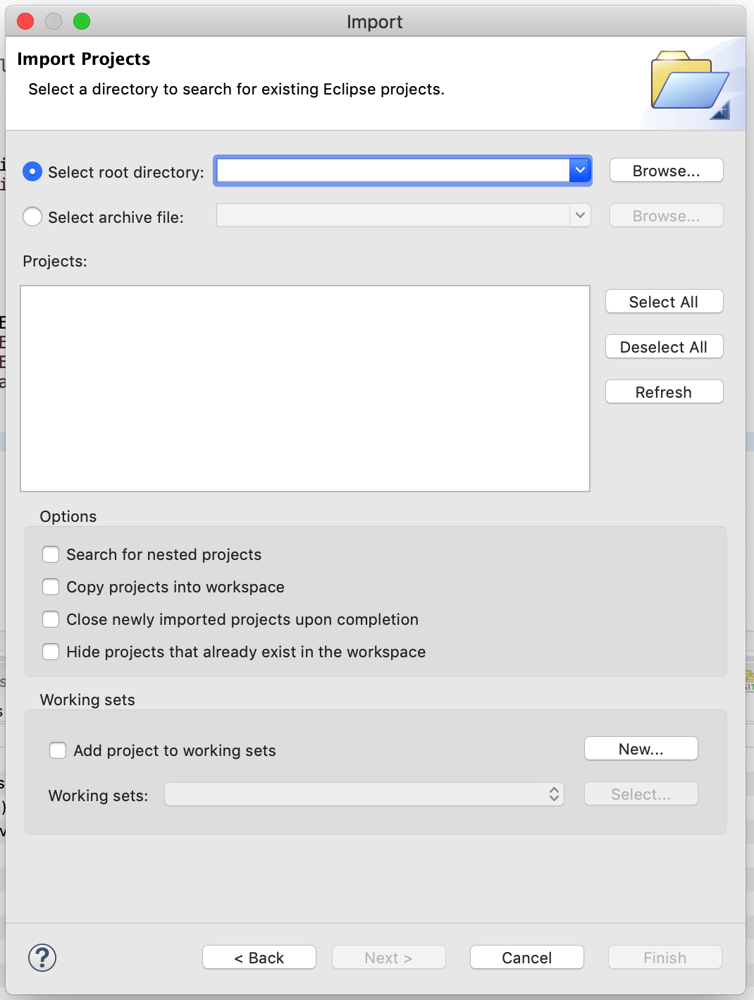 Import
Import Projects
Select a directory to search for existing Eclipse projects.
Select root directory:
Browse...
Select archive file:
Browse...
Projects:
Select All
Deselect All
Refresh
Options
Search for nested projects
Copy projects into workspace
Close newly imported projects upon completion
Hide projects that already exist in the workspace
Working sets
Add project to working sets
New...
Working sets:
Select...
?
< Back
Next >
Cancel
Finish